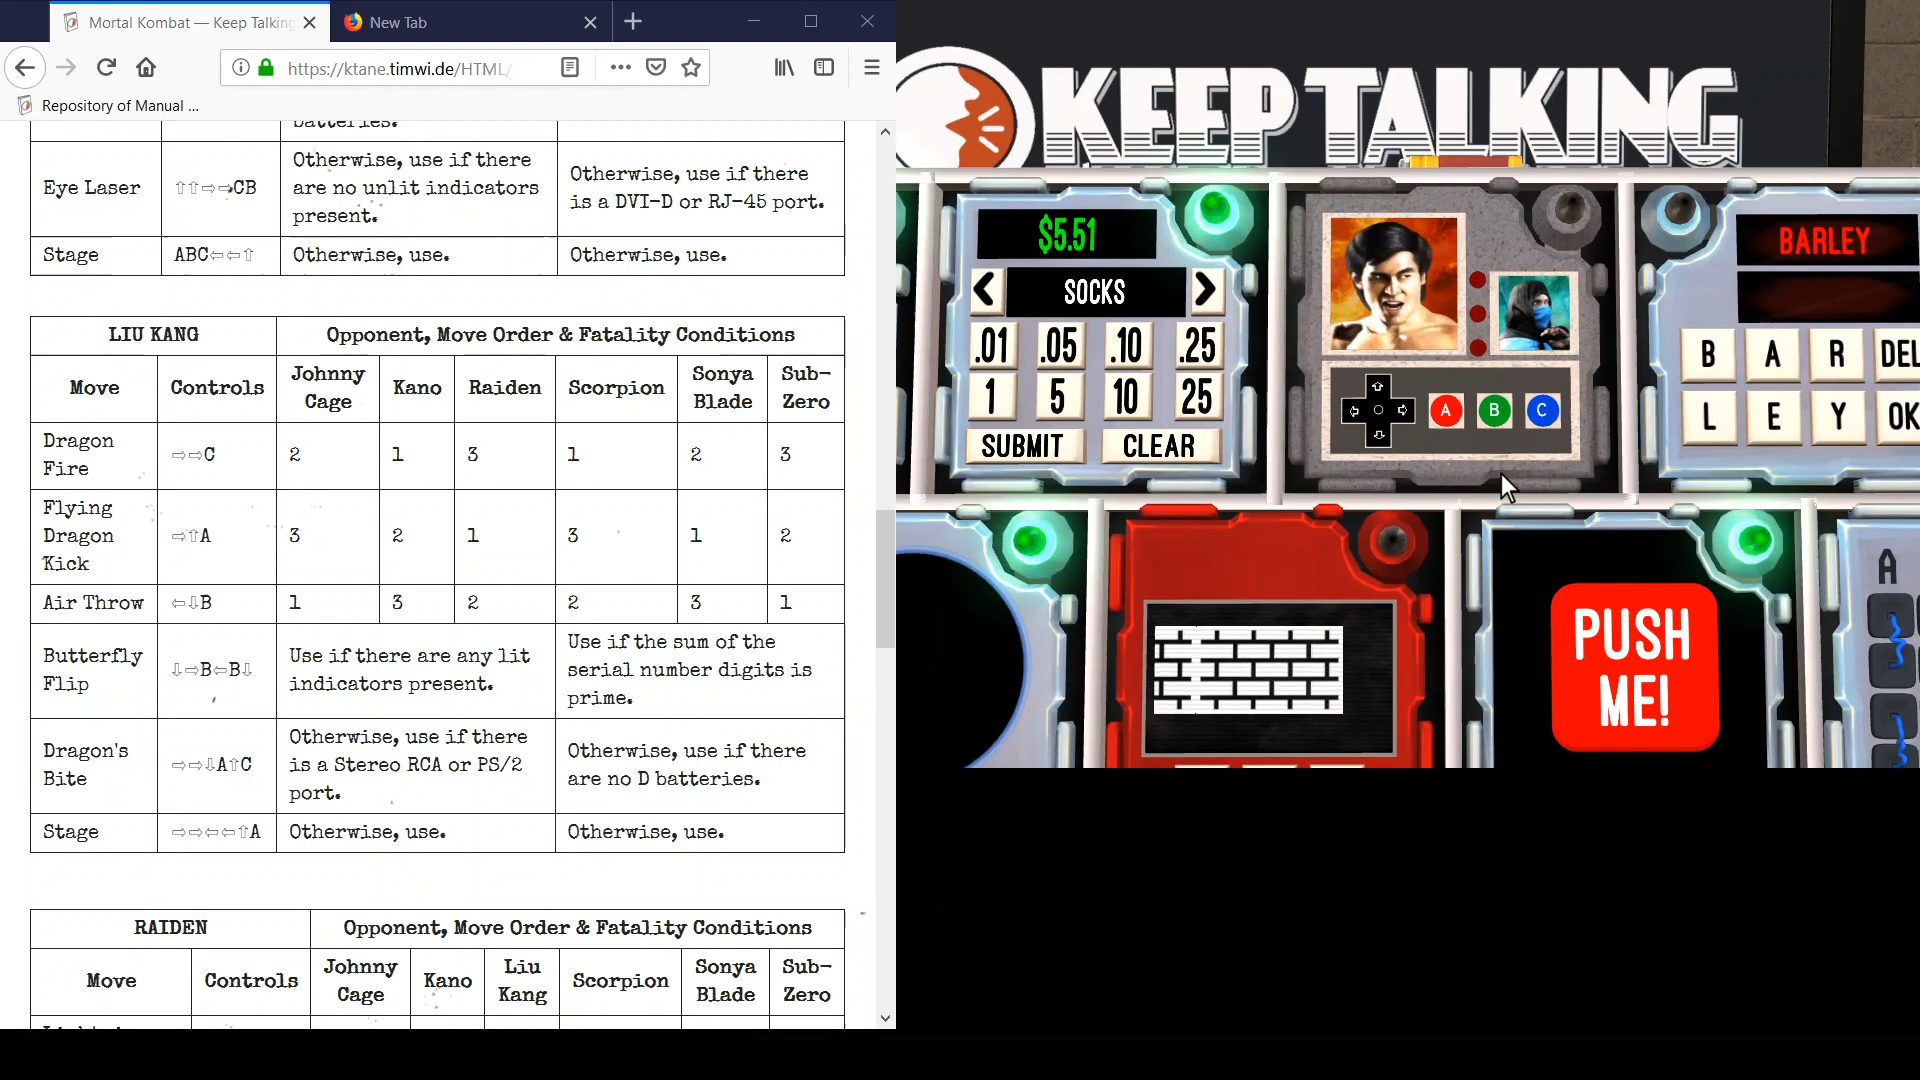 Mortal Kombat — Keep Talking
New Tab
https://ktane.timwi.de/HTML/
Repository of Manual ...
batteries.
Eye Laser
⇧⇧⇨⇨CB
Otherwise, use if there
are no unlit indicators
present.
Otherwise, use if there
is a DVI-D or RJ-45 port.
Stage
ABC⇦⇦⇧
Otherwise, use.
Otherwise, use.
LIU KANG
Opponent, Move Order & Fatality Conditions
Move
Controls
Johnny
Cage
Kano
Raiden
Scorpion
Sonya
Blade
Sub-
Zero
Dragon
Fire
⇨⇨C
2
1
3
1
2
3
Flying
Dragon
Kick
⇨⇧A
3
2
1
3
1
2
Air Throw
⇦⇩B
1
3
2
2
3
1
Butterfly
Flip
⇩⇨B⇦B⇩
Use if there are any lit
indicators present.
Use if the sum of the
serial number digits is
prime.
Dragon's
Bite
⇨⇨⇩A⇧C
Otherwise, use if there
is a Stereo RCA or PS/2
port.
Otherwise, use if there
are no D batteries.
Stage
⇨⇨⇦⇦⇧A
Otherwise, use.
Otherwise, use.
RAIDEN
Opponent, Move Order & Fatality Conditions
Move
Controls
Johnny
Cage
Kano
Liu
Kang
Scorpion
Sonya
Blade
Sub-
Zero
KEEP TALKING
$5.51
SOCKS
.01 .05 .10 .25
1 5 10 25
SUBMIT CLEAR
A B C
BARLEY
B A R DEL
L E Y OK
PUSH
ME!
A